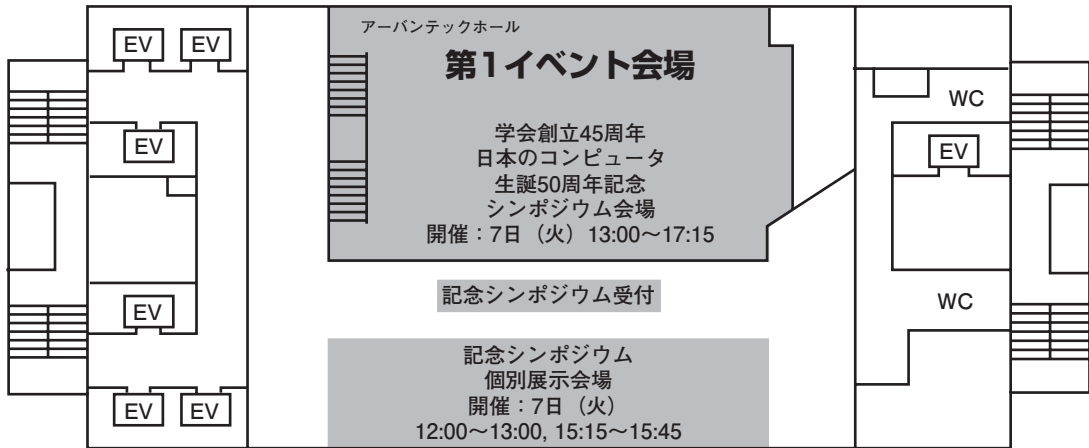 EV
EV
アーバンテックホール
第1イベント会場
WC
EV
学会創立45周年
日本のコンピュータ
生誕50周年記念
シンポジウム会場
開催：7日（火）13:00～17:15
EV
記念シンポジウム受付
EV
WC
記念シンポジウム
個別展示会場
開催：7日（火）
12:00～13:00, 15:15～15:45
EV
EV